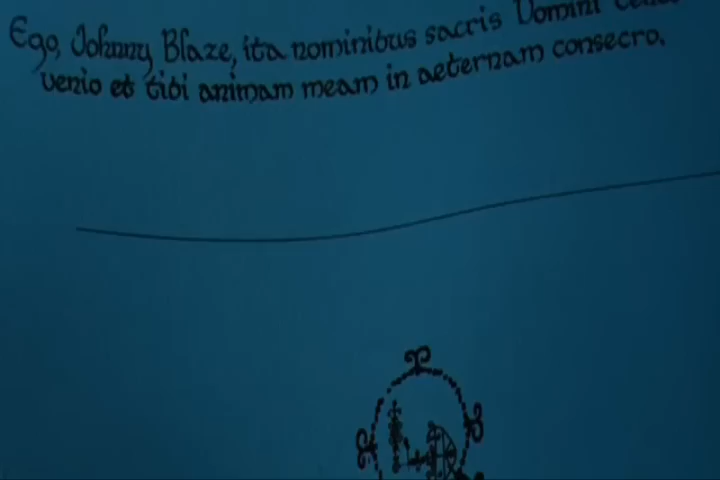 Ego, Johnny Blaze, ita nominibus sacris Domini
venio et tibi animam meam in aeternam consecro.